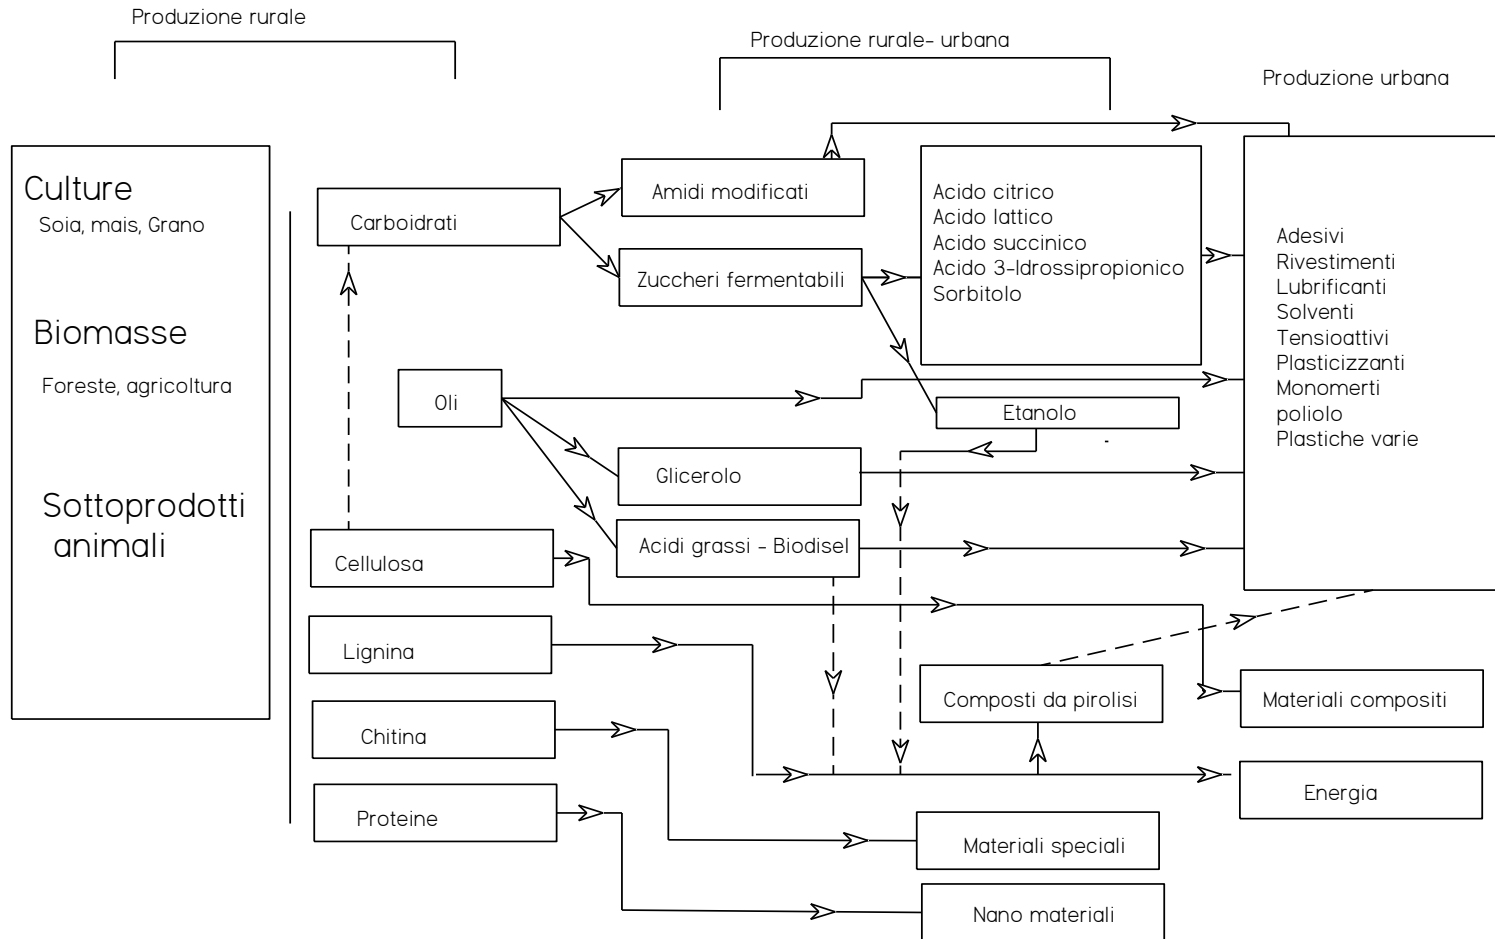 Produzione rurale
Produzione rurale- urbana
Produzione urbana
Culture
Soia, mais, Grano
Biomasse
Foreste, agricoltura
Sottoprodotti
animali
Carboidrati
Oli
Cellulosa
Lignina
Chitina
Proteine
Amidi modificati
Zuccheri fermentabili
Glicerolo
Acidi grassi - Biodisel
Acido citrico
Acido lattico
Acido succinico
Acido 3-Idrossipropionico
Sorbitolo
Etanolo
Composti da pirolisi
Materiali speciali
Nano materiali
Adesivi
Rivestimenti
Lubrificanti
Solventi
Tensioattivi
Plasticizzanti
Monomerti
poliolo
Plastiche varie
Materiali compositi
Energia